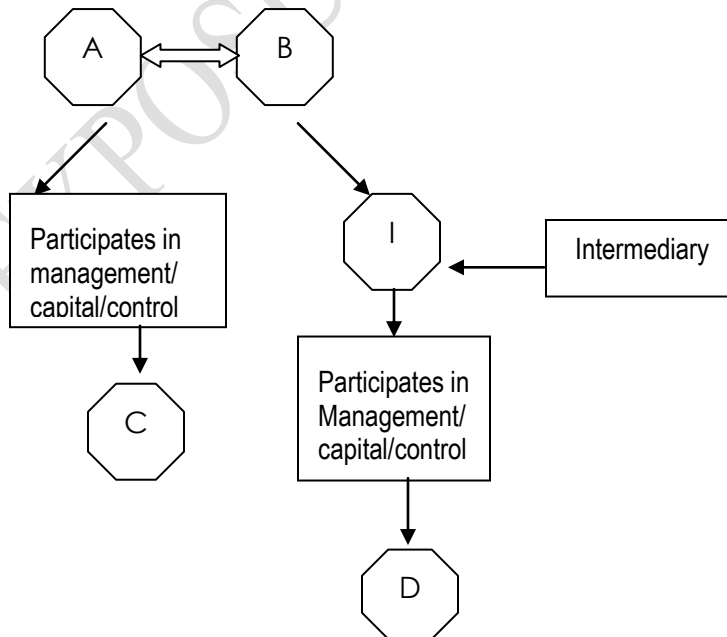 A
B
Participates in
management/
capital/control
I
Intermediary
Participates in
Management/
capital/control
C
D